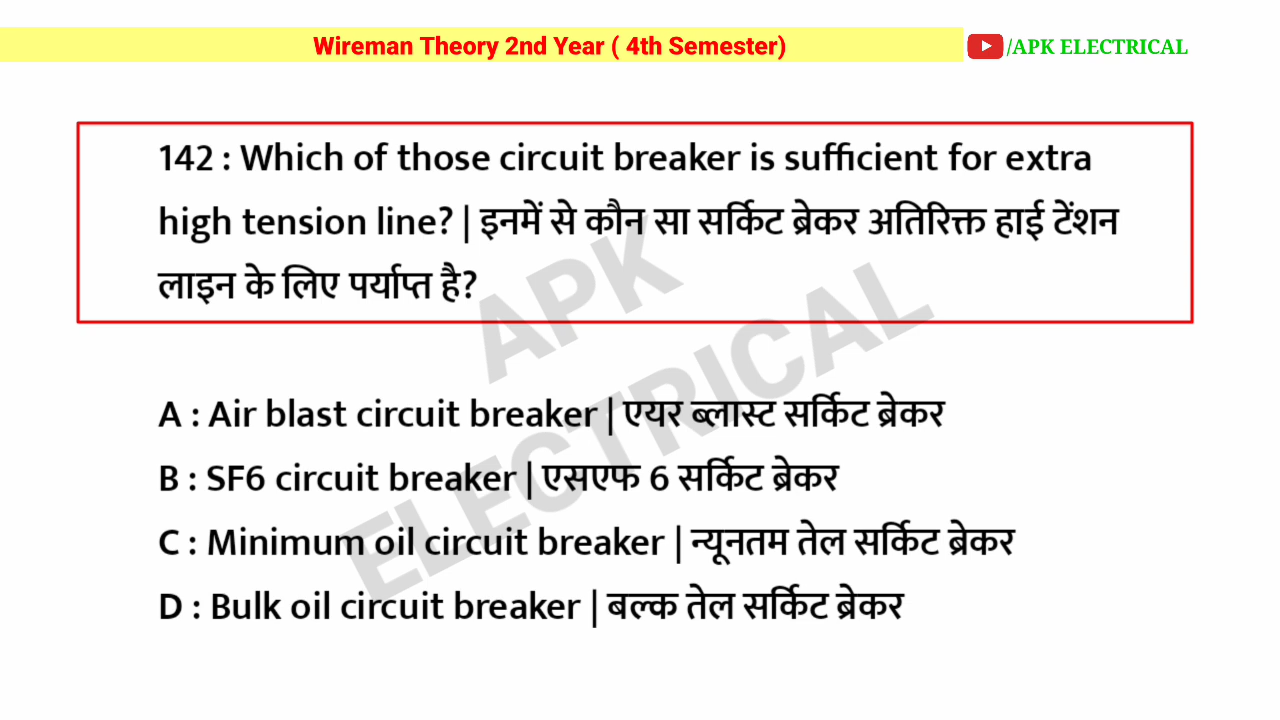 Wireman Theory 2nd Year ( 4th Semester)
/APK ELECTRICAL
142 : Which of those circuit breaker is sufficient for extra
high tension line? | इनमें से कौन सा सर्किट ब्रेकर अतिरिक्त हाई टेंशन
लाइन के लिए पर्याप्त है?
APK
ELECTRICAL
A : Air blast circuit breaker | एयर ब्लास्ट सर्किट ब्रेकर
B : SF6 circuit breaker | एसएफ 6 सर्किट ब्रेकर
C : Minimum oil circuit breaker | न्यूनतम तेल सर्किट ब्रेकर
D : Bulk oil circuit breaker | बल्क तेल सर्किट ब्रेकर